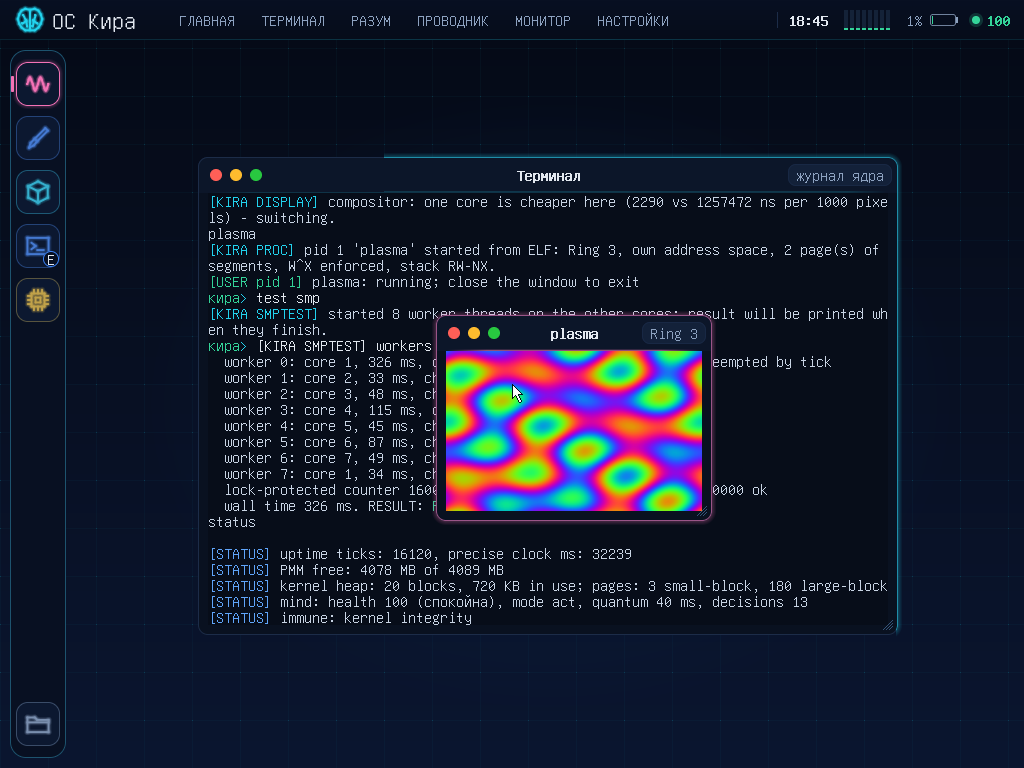 ОС Кира ГЛАВНАЯ ТЕРМИНАЛ РАЗУМ ПРОВОДНИК МОНИТОР НАСТРОЙКИ 18:45 1% 100
E
Терминал журнал ядра
[KIRA DISPLAY] compositor: one core is cheaper here (2290 vs 1257472 ns per 1000 pixe
ls) - switching.
plasma
[KIRA PROC] pid 1 'plasma' started from ELF: Ring 3, own address space, 2 page(s) of
segments, W^X enforced, stack RW-NX.
[USER pid 1] plasma: running; close the window to exit
кира> test smp
[KIRA SMPTEST] started 8 worker threads on the other cores; result will be printed wh
en they finish.
plasma Ring 3
кира> [KIRA SMPTEST] workers
worker 0: core 1, 326 ms, eempted by tick
worker 1: core 2, 33 ms,
worker 2: core 3, 48 ms,
worker 3: core 4, 115 ms,
worker 4: core 5, 45 ms,
worker 5: core 6, 87 ms,
worker 6: core 7, 49 ms,
worker 7: core 1, 34 ms,
lock-protected counter 1600 0000 ok
wall time 326 ms. RESULT:
status
[STATUS] uptime ticks: 16120, precise clock ms: 32239
[STATUS] PMM free: 4078 MB of 4089 MB
[STATUS] kernel heap: 20 blocks, 720 KB in use; pages: 3 small-block, 180 large-block
[STATUS] mind: health 100 (спокойна), mode act, quantum 40 ms, decisions 13
[STATUS] immune: kernel integrity